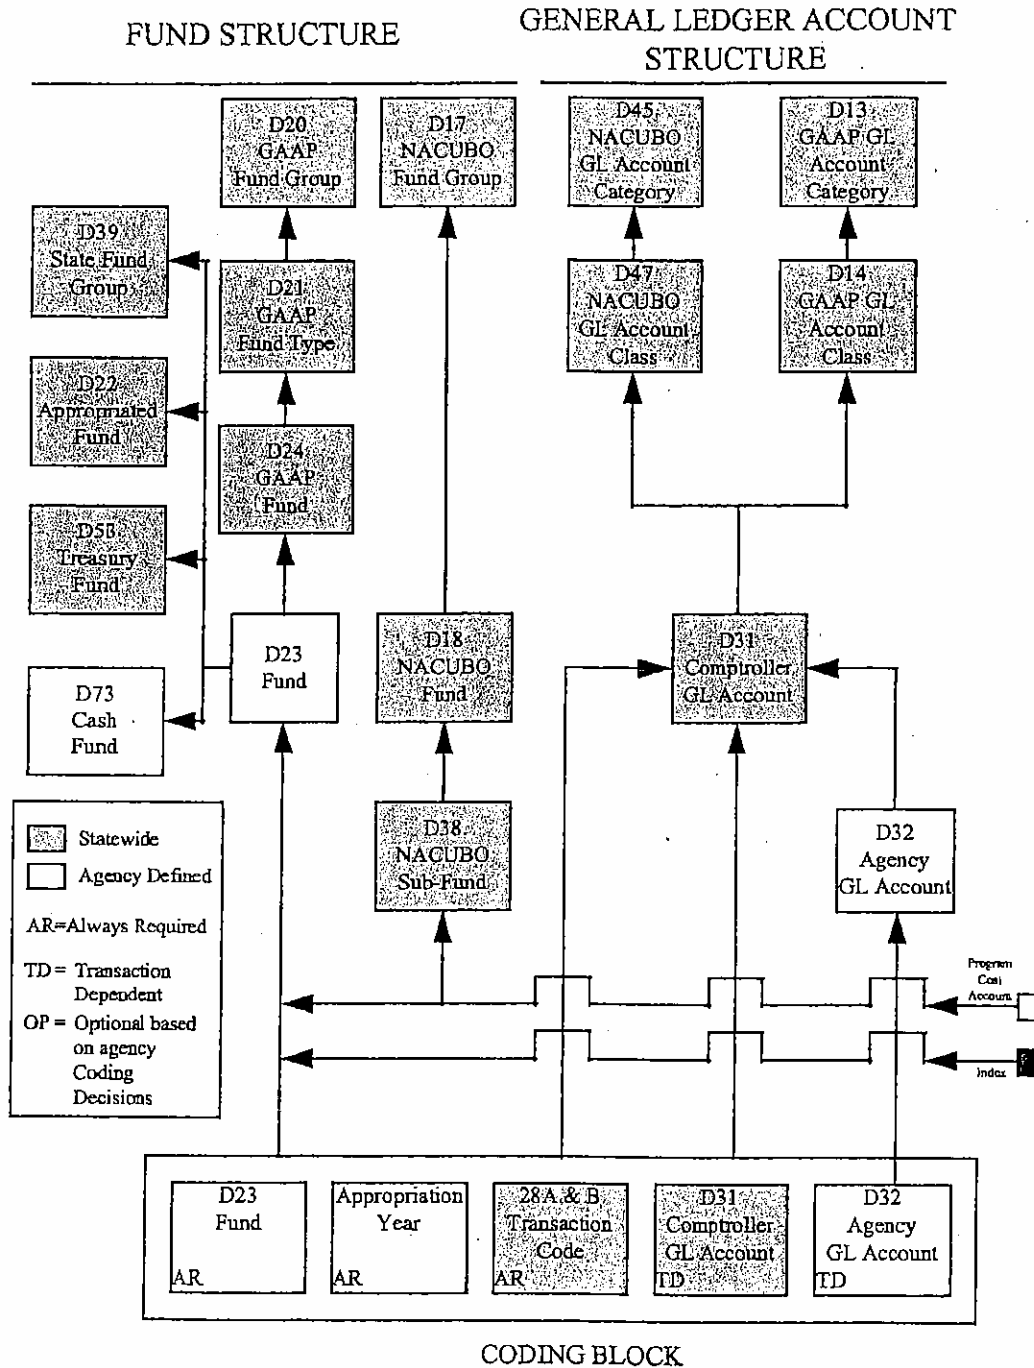 FUND STRUCTURE
GENERAL LEDGER ACCOUNT
STRUCTURE
D20
GAAP
Fund Group
D17
NACUBO
Fund Group
D45
NACUBO
GL Account
Category
D13
GAAP GL
Account
Category
D39
State Fund
Group
D21
GAAP
Fund Type
D47
NACUBO
GL Account
Class
D14
GAAP GL
Account
Class
D22
Appropriated
Fund
D24
GAAP
Fund
D53
Treasury
Fund
D23
Fund
D18
NACUBO
Fund
D31
Comptroller
GL Account
D73
Cash
Fund
D38
NACUBO
Sub-Fund
D32
Agency
GL Account
Statewide
Agency Defined
AR=Always Required
TD = Transaction
Dependent
OP = Optional based
on agency
Coding
Decisions
Program
Cost
Account
Index
D23
Fund
AR
Appropriation
Year
AR
28A & B
Transaction
Code
AR
D31
Comptroller
GL Account
TD
D32
Agency
GL Account
TD
CODING BLOCK